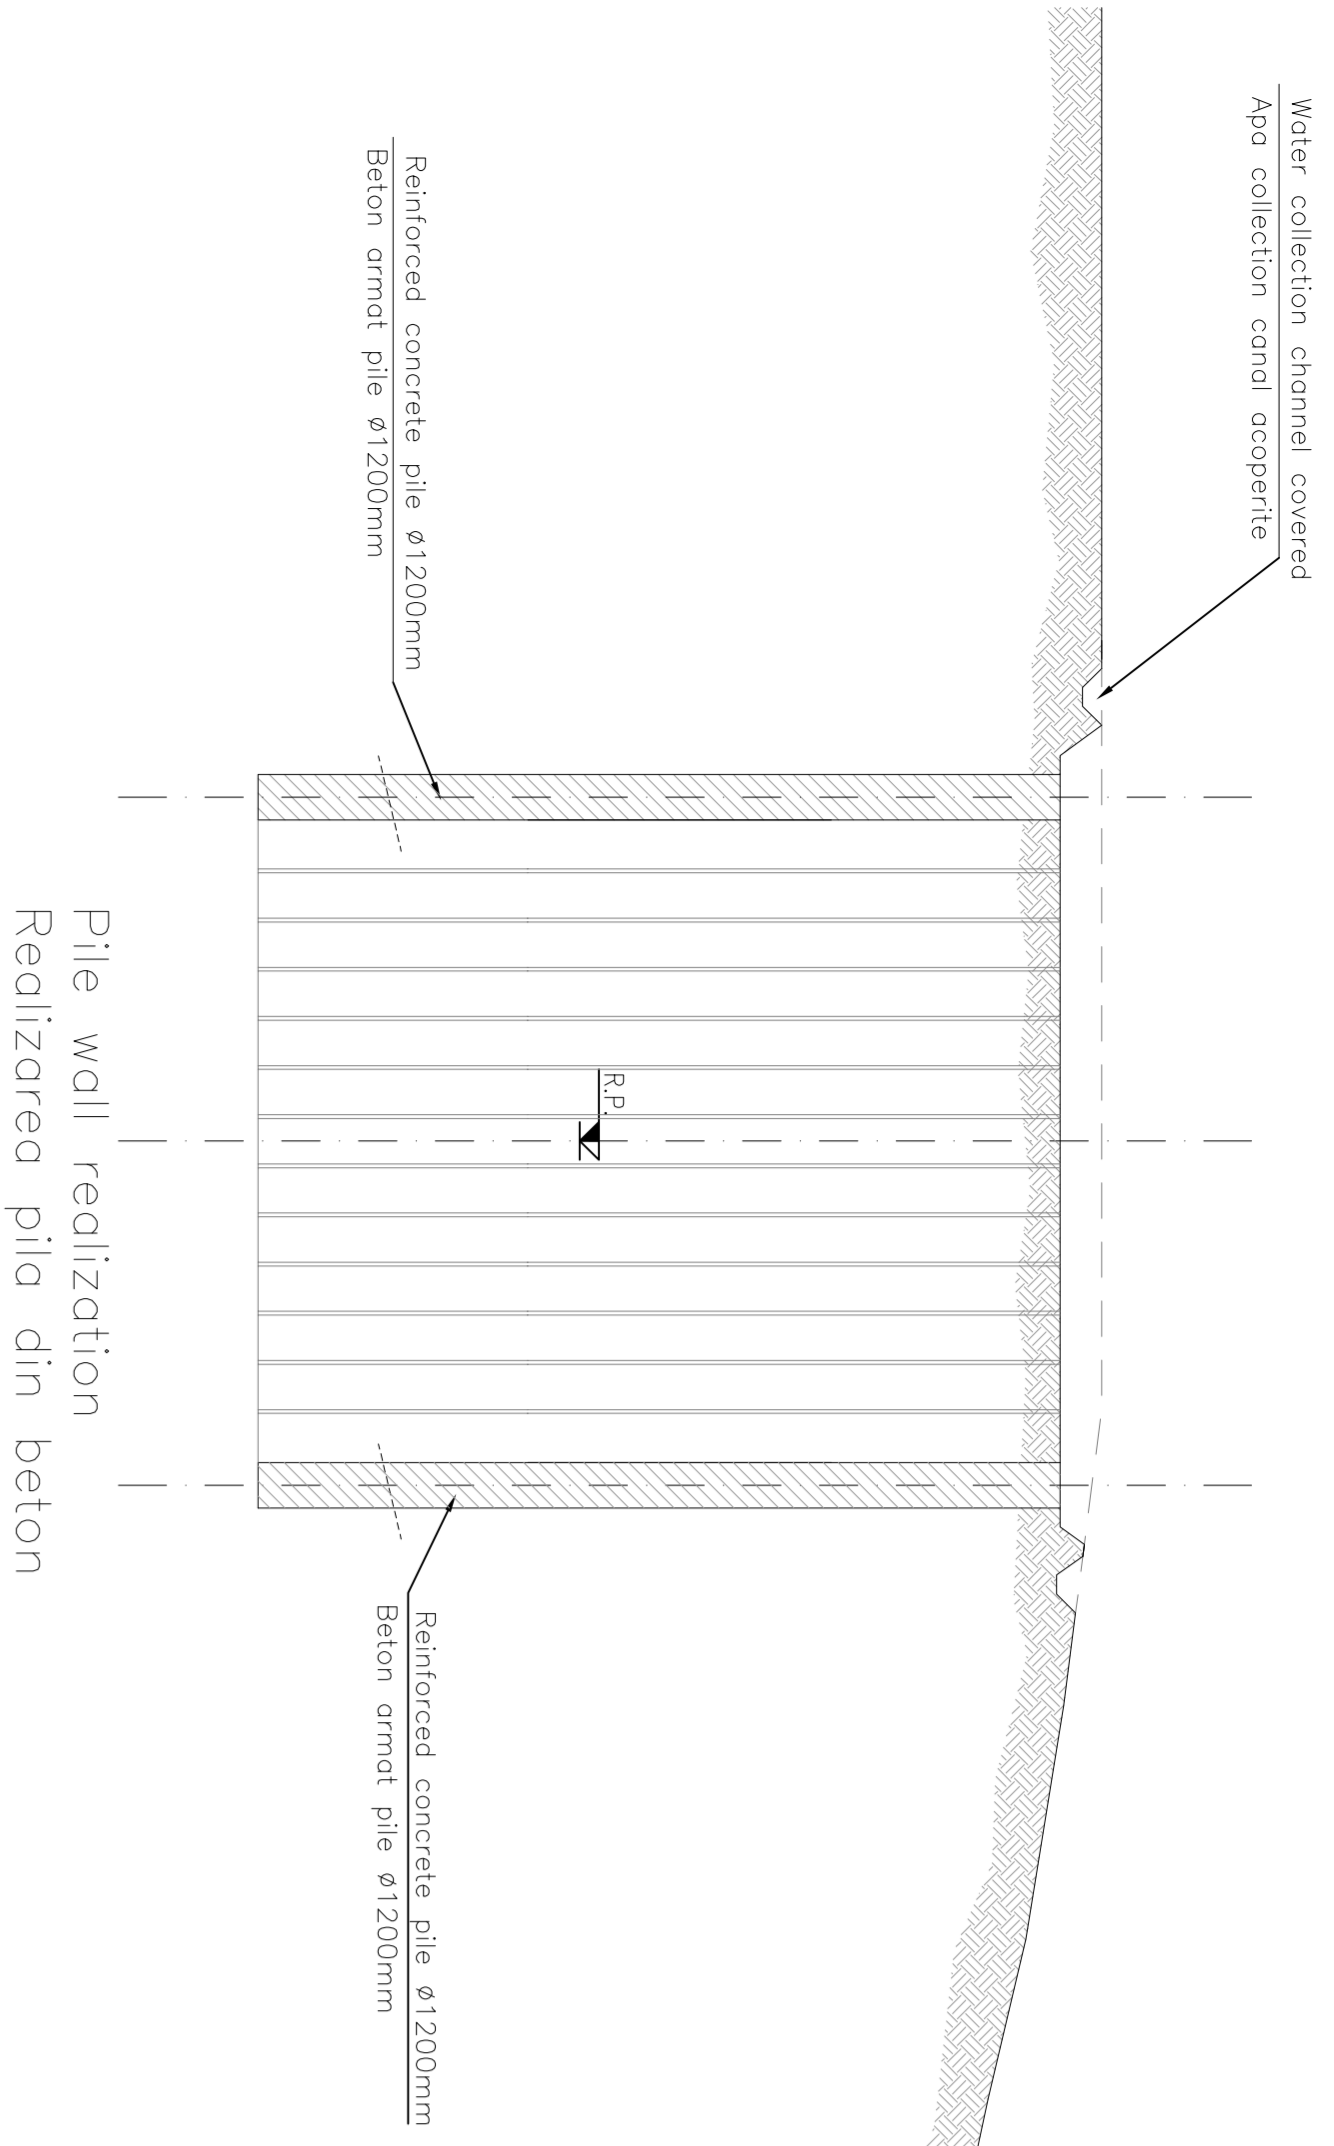 Water collection channel covered
Apa collection canal acoperite
R.P.
Reinforced concrete pile ø1200mm
Beton armat pile ø1200mm
Reinforced concrete pile ø1200mm
Beton armat pile ø1200mm
Pile wall realization
Realizarea pila din beton